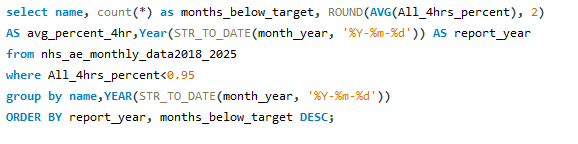 select name, count(*) as months_below_target, ROUND(AVG(All_4hrs_percent), 2)
AS avg_percent_4hr,Year(STR_TO_DATE(month_year, '%Y-%m-%d')) AS report_year
from nhs_ae_monthly_data2018_2025
where All_4hrs_percent<0.95
group by name,YEAR(STR_TO_DATE(month_year, '%Y-%m-%d'))
ORDER BY report_year, months_below_target DESC;